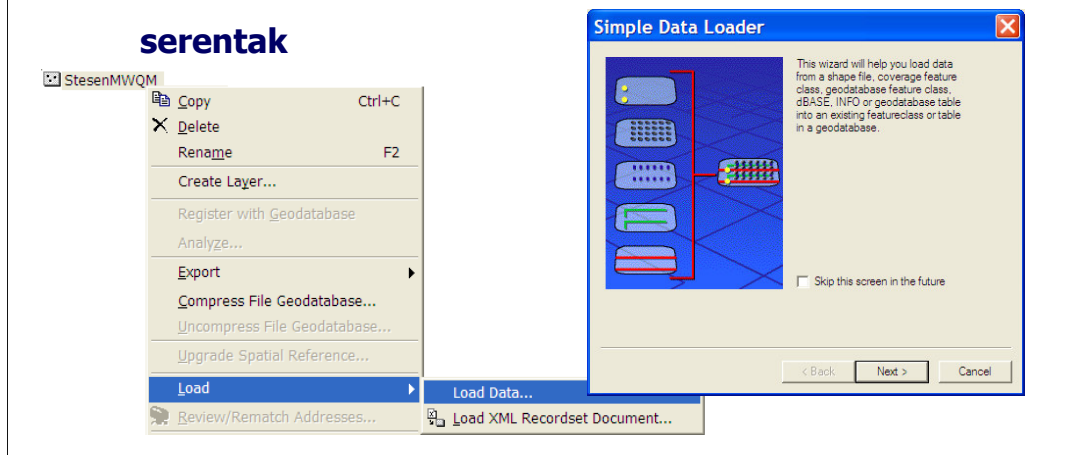 serentak
StesenMWQM
Copy Ctrl+C
Delete
Rename F2
Create Layer...
Register with Geodatabase
Analyze...
Export
Compress File Geodatabase...
Uncompress File Geodatabase...
Upgrade Spatial Reference...
Load
Review/Rematch Addresses...
Load Data...
Load XML Recordset Document...
Simple Data Loader
This wizard will help you load data
from a shape file, coverage feature
class, geodatabase feature class,
dBASE, INFO or geodatabase table
into an existing featureclass or table
in a geodatabase.
Skip this screen in the future
< Back Next > Cancel